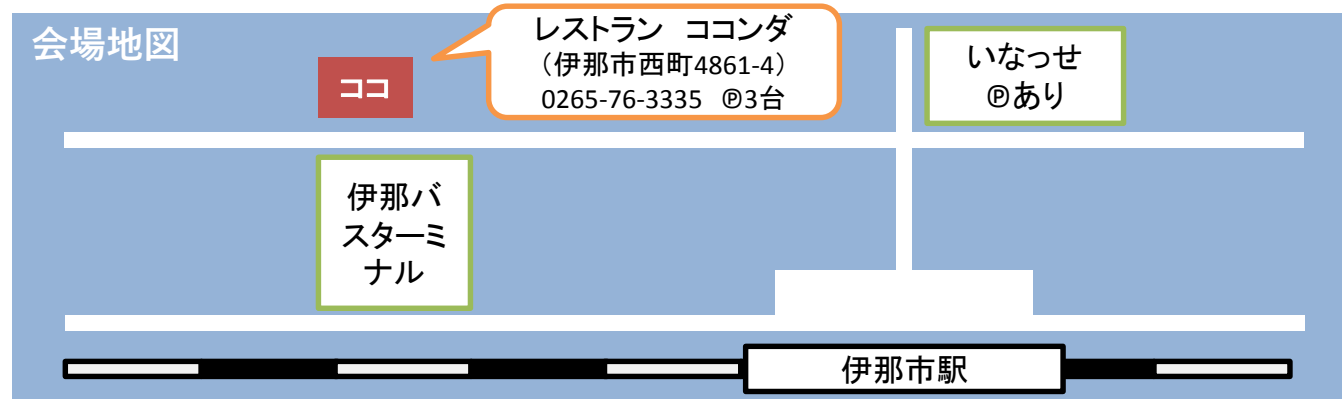 会場地図
レストラン ココンダ
（伊那市西町4861-4）
0265-76-3335 ℗3台
ココ
いなっせ
℗あり
伊那バ
スターミ
ナル
伊那市駅